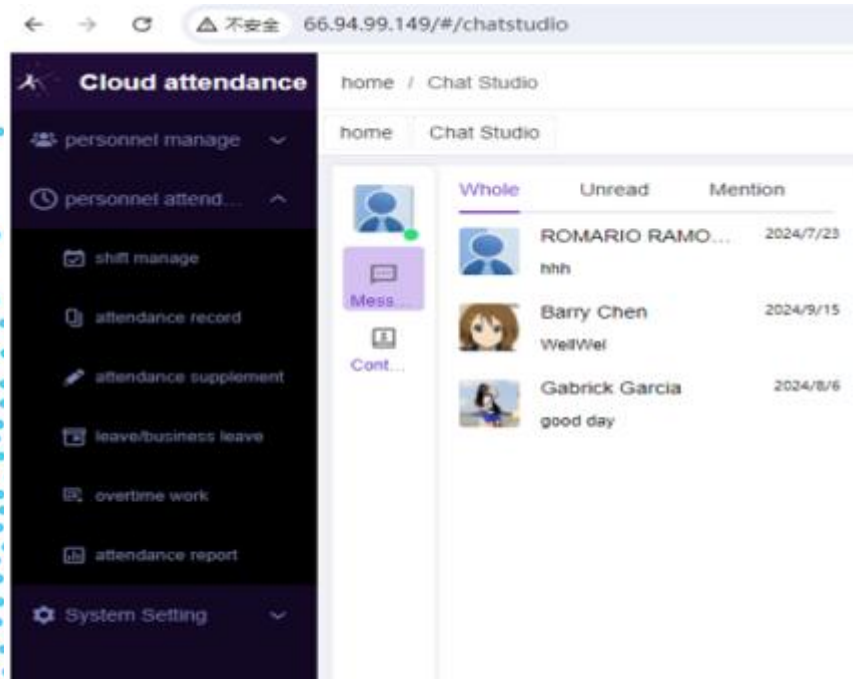 不安全 66.94.99.149/#/chatstudio
Cloud attendance
personnel manage
personnel attend...
shift manage
attendance record
attendance supplement
leave/business leave
overtime work
attendance report
System Setting
home / Chat Studio
home Chat Studio
Mess...
Cont...
Whole Unread Mention
ROMARIO RAMO... 2024/7/23
hhh
Barry Chen 2024/9/15
WellWel
Gabrick Garcia 2024/8/6
good day